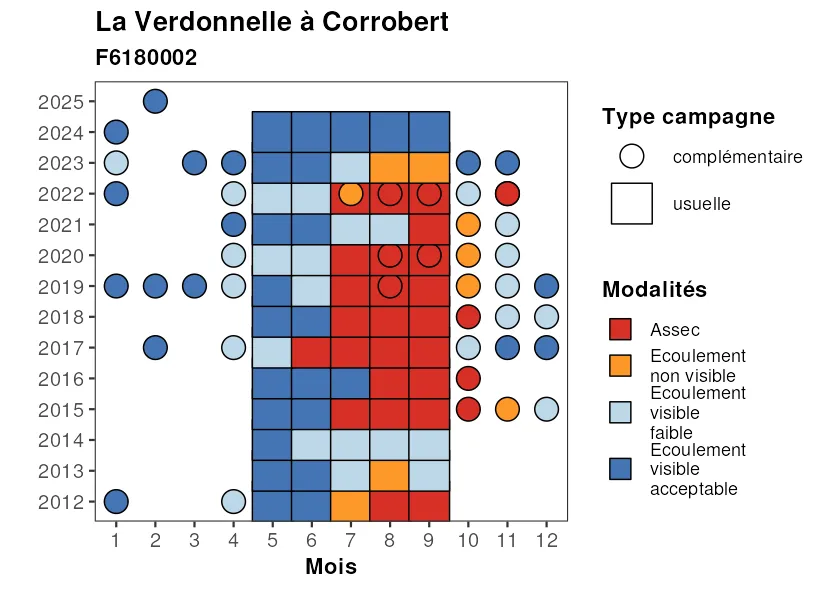 La Verdonnelle à Corrobert
F6180002
2025
2024
2023
2022
2021
2020
2019
2018
2017
2016
2015
2014
2013
2012
1 2 3 4 5 6 7 8 9 10 11 12
Mois
Type campagne
complémentaire
usuelle
Modalités
Assec
Ecoulement
non visible
Ecoulement
visible
faible
Ecoulement
visible
acceptable